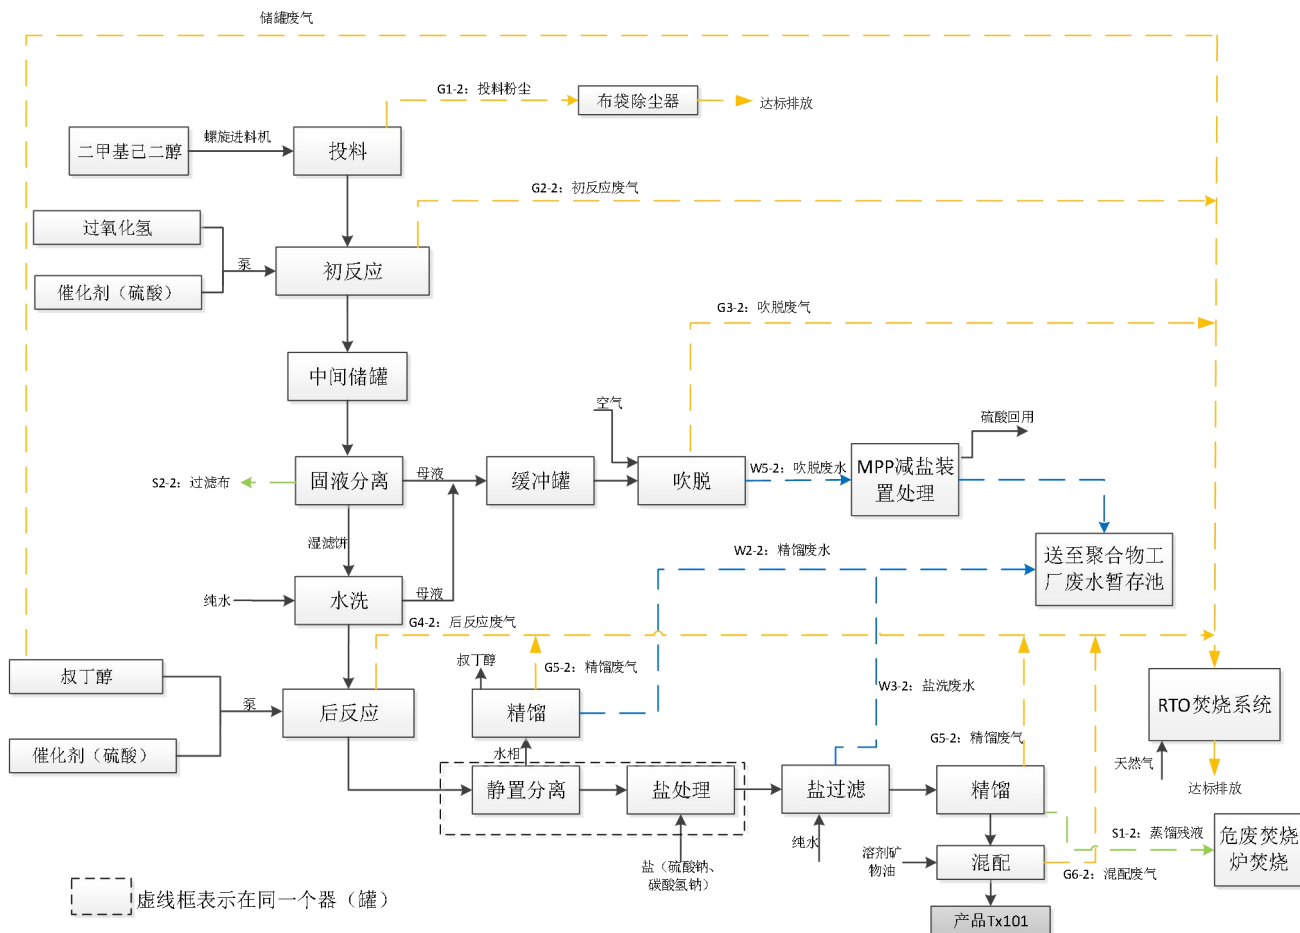 储罐废气
G1-2：投料粉尘
布袋除尘器
达标排放
二甲基己二醇
螺旋进料机
投料
G2-2：初反应废气
过氧化氢
泵
初反应
催化剂（硫酸）
G3-2：吹脱废气
中间储罐
空气
硫酸回用
S2-2：过滤布
固液分离
母液
缓冲罐
吹脱
W5-2：吹脱废水
MPP减盐装
置处理
湿滤饼
W2-2：精馏废水
送至聚合物工
厂废水暂存池
纯水
水洗
母液
G4-2：后反应废气
叔丁醇
叔丁醇
G5-2：精馏废气
W3-2：盐洗废水
泵
后反应
精馏
RTO焚烧系统
催化剂（硫酸）
水相
G5-2：精馏废气
天然气
达标排放
静置分离
盐处理
盐过滤
精馏
S1-2：蒸馏残液
危废焚烧
炉焚烧
纯水
盐（硫酸钠、
碳酸氢钠）
溶剂矿
物油
混配
G6-2：混配废气
虚线框表示在同一个器（罐）
产品Tx101